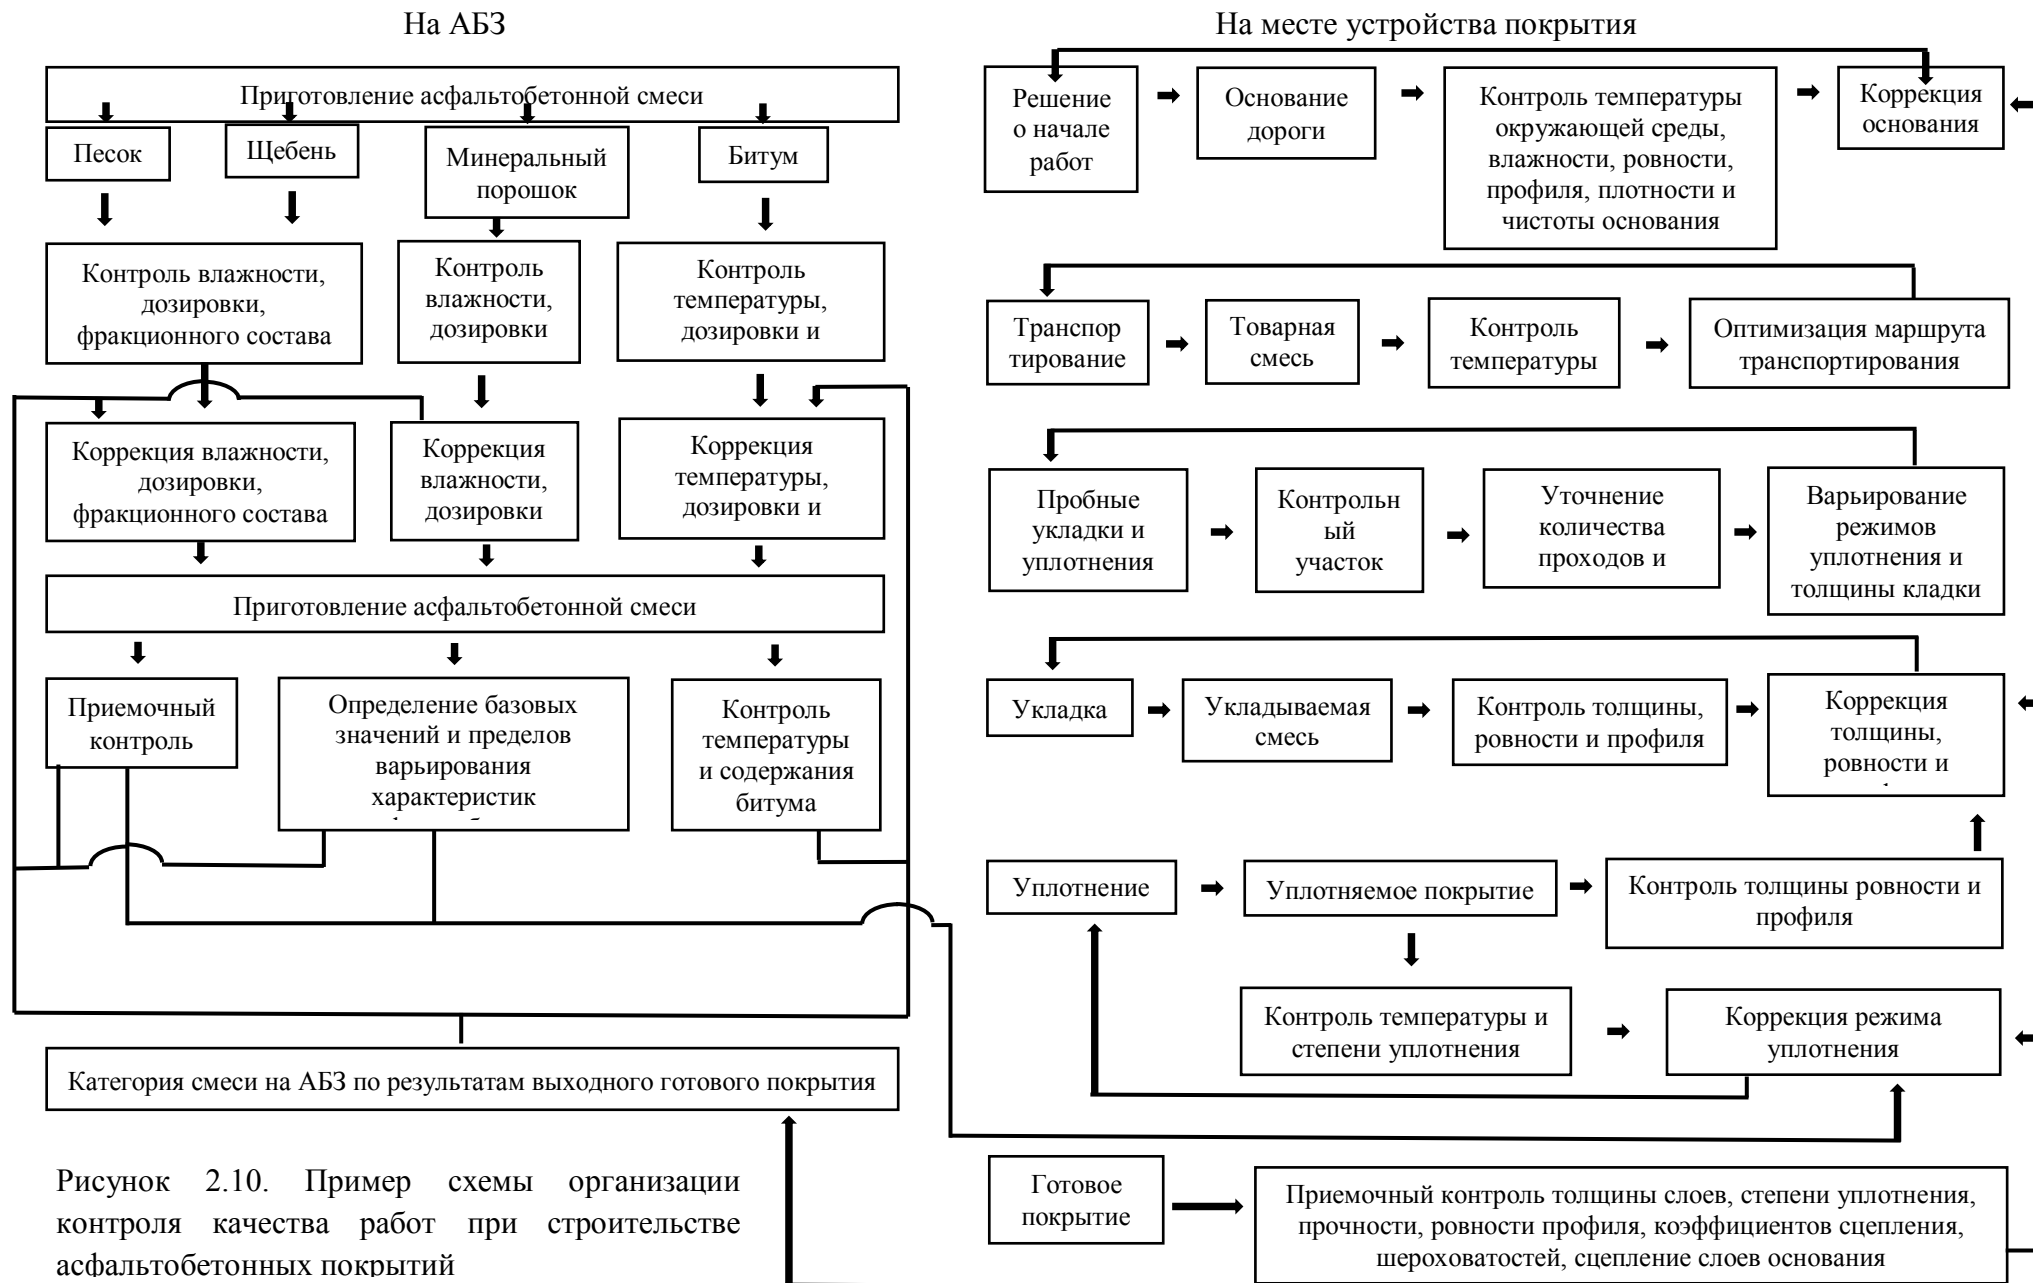 На АБЗ
Приготовление асфальтобетонной смеси
Песок
Щебень
Минеральный
порошок
Битум
Контроль влажности,
дозировки,
фракционного состава
Контроль
влажности,
дозировки
Контроль
температуры,
дозировки и
Коррекция влажности,
дозировки,
фракционного состава
Коррекция
влажности,
дозировки
Коррекция
температуры,
дозировки и
Приготовление асфальтобетонной смеси
Приемочный
контроль
Определение базовых
значений и пределов
варьирования
характеристик
Контроль
температуры
и содержания
битума
Категория смеси на АБЗ по результатам выходного готового покрытия
Рисунок 2.10. Пример схемы организации
контроля качества работ при строительстве
асфальтобетонных покрытий
На месте устройства покрытия
Решение
о начале
работ
Основание
дороги
Контроль температуры
окружающей среды,
влажности, ровности,
профиля, плотности и
чистоты основания
Коррекция
основания
Транспор
тирование
Товарная
смесь
Контроль
температуры
Оптимизация маршрута
транспортирования
Пробные
укладки и
уплотнения
Контрольн
ый
участок
Уточнение
количества
проходов и
Варьирование
режимов
уплотнения и
толщины кладки
Укладка
Укладываемая
смесь
Контроль толщины,
ровности и профиля
Коррекция
толщины,
ровности и
Уплотнение
Уплотняемое покрытие
Контроль толщины ровности и
профиля
Контроль температуры и
степени уплотнения
Коррекция режима
уплотнения
Готовое
покрытие
Приемочный контроль толщины слоев, степени уплотнения,
прочности, ровности профиля, коэффициентов сцепления,
шероховатостей, сцепление слоев основания